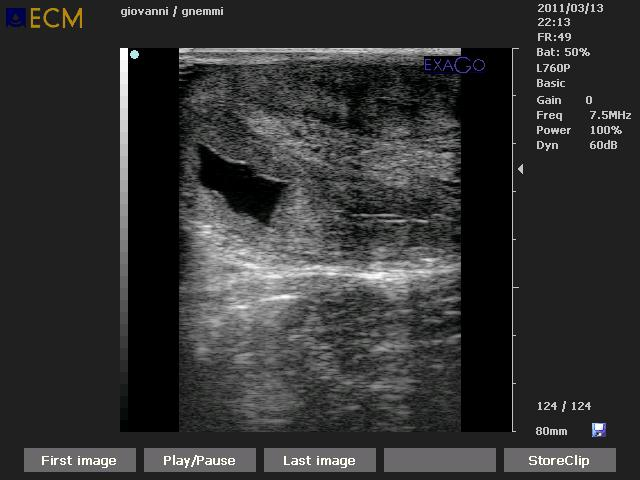 ECM
giovanni / gnemmi
2011/03/13
22:13
FR:49
Bat: 50%
L760P
Basic
Gain 0
Freq 7.5MHz
Power 100%
Dyn 60dB
EXAGO
124 / 124
80mm
First image
Play/Pause
Last image
StoreClip